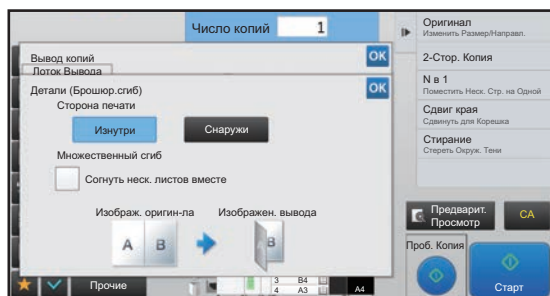 Число копий 1
Вывод копий
OK
Лоток Вывода
Детали (Брошюр.сгиб)
OK
Сторона печати
Изнутри
Снаружи
Множественный сгиб
Согнуть неск. листов вместе
Изображ. оригин-ла
Изображен. вывода
A B
B
Прочие
3 B4
4 A3
A4
Оригинал
Изменить Размер/Направл.
2-Стор. Копия
N в 1
Поместить Неск. Стр. на Одной
Сдвиг края
Сдвинуть для Корешка
Стирание
Стереть Окруж. Тени
Предварит.
Просмотр
CA
Проб. Копия
Старт